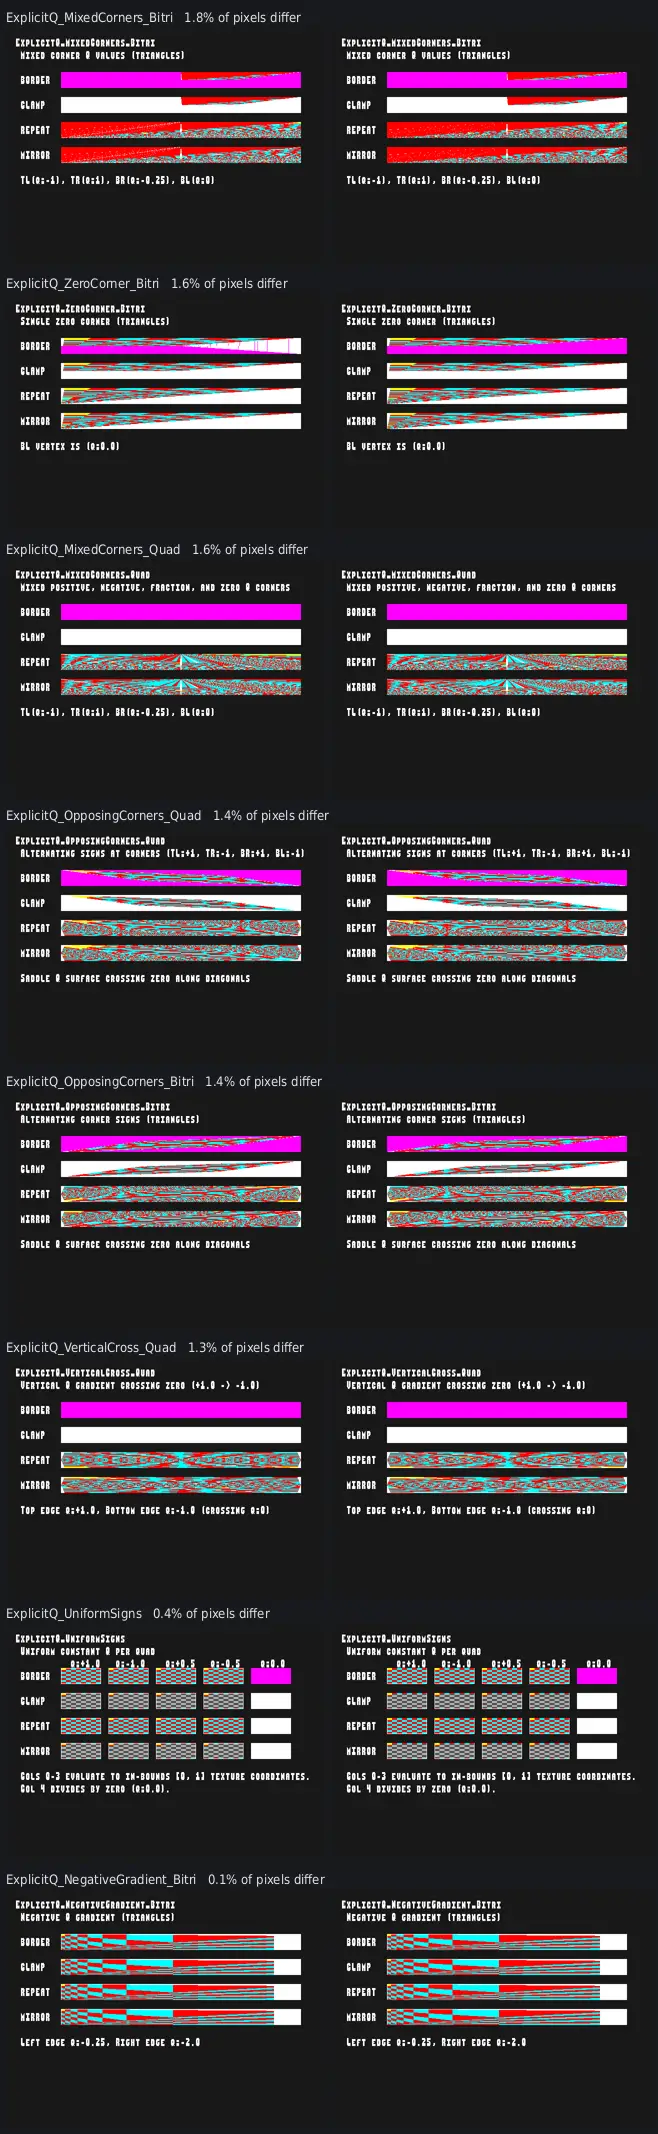 ExplicitQ_MixedCorners_Bitri 1.8% of pixels differ
ExplicitQ.MixedCorners.Bitri ExplicitQ.MixedCorners.Bitri
Mixed corner Q values (triangles) Mixed corner Q values (triangles)
BORDER BORDER
CLAMP CLAMP
REPEAT REPEAT
MIRROR MIRROR
TL(q:-1), TR(q:1), BR(q:-0.25), BL(q:0) TL(q:-1), TR(q:1), BR(q:-0.25), BL(q:0)
ExplicitQ_ZeroCorner_Bitri 1.6% of pixels differ
ExplicitQ.ZeroCorner.Bitri ExplicitQ.ZeroCorner.Bitri
Single zero corner (triangles) Single zero corner (triangles)
BORDER BORDER
CLAMP CLAMP
REPEAT REPEAT
MIRROR MIRROR
BL vertex is (q:0.0) BL vertex is (q:0.0)
ExplicitQ_MixedCorners_Quad 1.6% of pixels differ
ExplicitQ.MixedCorners.Quad ExplicitQ.MixedCorners.Quad
Mixed positive, negative, fraction, and zero Q corners Mixed positive, negative, fraction, and zero Q corners
BORDER BORDER
CLAMP CLAMP
REPEAT REPEAT
MIRROR MIRROR
TL(q:-1), TR(q:1), BR(q:-0.25), BL(q:0) TL(q:-1), TR(q:1), BR(q:-0.25), BL(q:0)
ExplicitQ_OpposingCorners_Quad 1.4% of pixels differ
ExplicitQ.OpposingCorners.Quad ExplicitQ.OpposingCorners.Quad
Alternating signs at corners (TL:+1, TR:-1, BR:+1, BL:-1) Alternating signs at corners (TL:+1, TR:-1, BR:+1, BL:-1)
BORDER BORDER
CLAMP CLAMP
REPEAT REPEAT
MIRROR MIRROR
Saddle Q surface crossing zero along diagonals Saddle Q surface crossing zero along diagonals
ExplicitQ_OpposingCorners_Bitri 1.4% of pixels differ
ExplicitQ.OpposingCorners.Bitri ExplicitQ.OpposingCorners.Bitri
Alternating corner signs (triangles) Alternating corner signs (triangles)
BORDER BORDER
CLAMP CLAMP
REPEAT REPEAT
MIRROR MIRROR
Saddle Q surface crossing zero along diagonals Saddle Q surface crossing zero along diagonals
ExplicitQ_VerticalCross_Quad 1.3% of pixels differ
ExplicitQ.VerticalCross.Quad ExplicitQ.VerticalCross.Quad
Vertical Q gradient crossing zero (+1.0 -> -1.0) Vertical Q gradient crossing zero (+1.0 -> -1.0)
BORDER BORDER
CLAMP CLAMP
REPEAT REPEAT
MIRROR MIRROR
Top edge q:+1.0, Bottom edge q:-1.0 (crossing q:0) Top edge q:+1.0, Bottom edge q:-1.0 (crossing q:0)
ExplicitQ_UniformSigns 0.4% of pixels differ
ExplicitQ.UniformSigns ExplicitQ.UniformSigns
Uniform constant Q per quad Uniform constant Q per quad
q:+1.0 q:-1.0 q:+0.5 q:-0.5 q:0.0 q:+1.0 q:-1.0 q:+0.5 q:-0.5 q:0.0
BORDER BORDER
CLAMP CLAMP
REPEAT REPEAT
MIRROR MIRROR
Cols 0-3 evaluate to in-bounds [0, 1] texture coordinates. Cols 0-3 evaluate to in-bounds [0, 1] texture coordinates.
Col 4 divides by zero (q:0.0). Col 4 divides by zero (q:0.0).
ExplicitQ_NegativeGradient_Bitri 0.1% of pixels differ
ExplicitQ.NegativeGradient.Bitri ExplicitQ.NegativeGradient.Bitri
Negative Q gradient (triangles) Negative Q gradient (triangles)
BORDER BORDER
CLAMP CLAMP
REPEAT REPEAT
MIRROR MIRROR
Left edge q:-0.25, Right edge q:-2.0 Left edge q:-0.25, Right edge q:-2.0